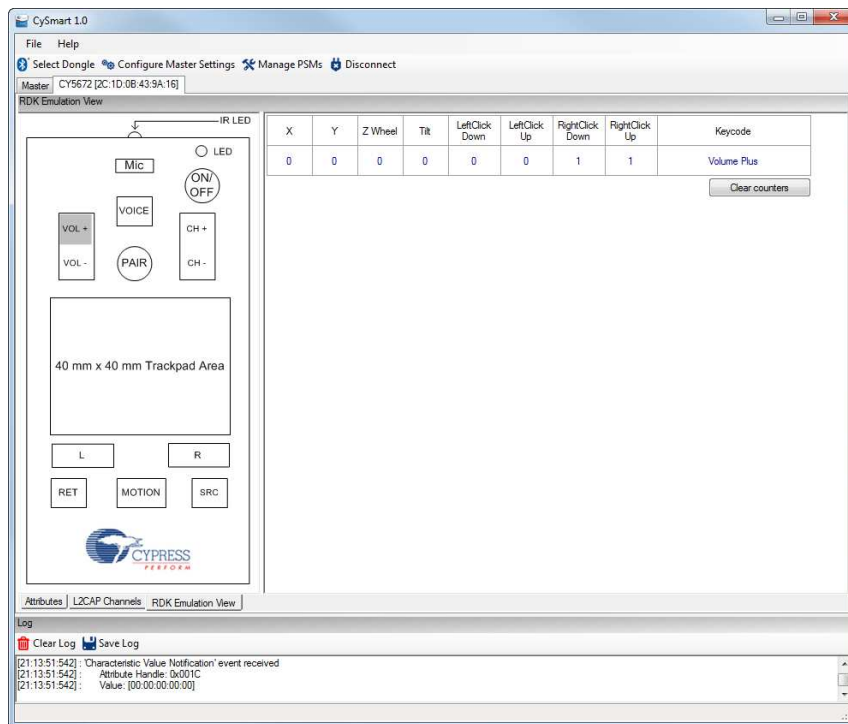 CySmart 1.0
File Help
Select Dongle Configure Master Settings Manage PSMs Disconnect
Master CY5672 [2C:1D:0B:43:9A:16]
RDK Emulation View
IR LED
LED
Mic
ON/
OFF
VOICE
VOL +
CH +
VOL -
PAIR
CH -
40 mm x 40 mm Trackpad Area
L R
RET MOTION SRC
CYPRESS
PERFORM
X Y Z Wheel Tilt LeftClick Down LeftClick Up RightClick Down RightClick Up Keycode
0 0 0 0 0 0 1 1 Volume Plus
Clear counters
Attributes L2CAP Channels RDK Emulation View
Log
Clear Log Save Log
[21:13:51:542] : 'Characteristic Value Notification' event received
[21:13:51:542] : Attribute Handle: 0x001C
[21:13:51:542] : Value: [00:00:00:00:00]